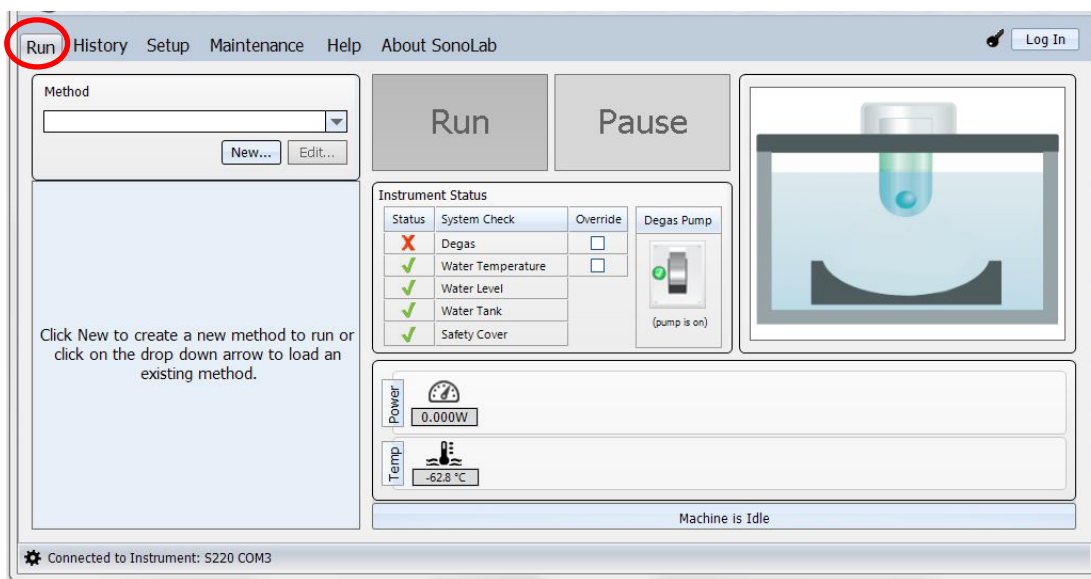 Run History Setup Maintenance Help About SonoLab
Log In
Method
New... Edit...
Click New to create a new method to run or
click on the drop down arrow to load an
existing method.
Run Pause
Instrument Status
Status System Check Override
Degas
Water Temperature
Water Level
Water Tank
Safety Cover
Degas Pump
(pump is on)
Power
0.000W
Temp
-62.8 °C
Machine is Idle
Connected to Instrument: S220 COM3